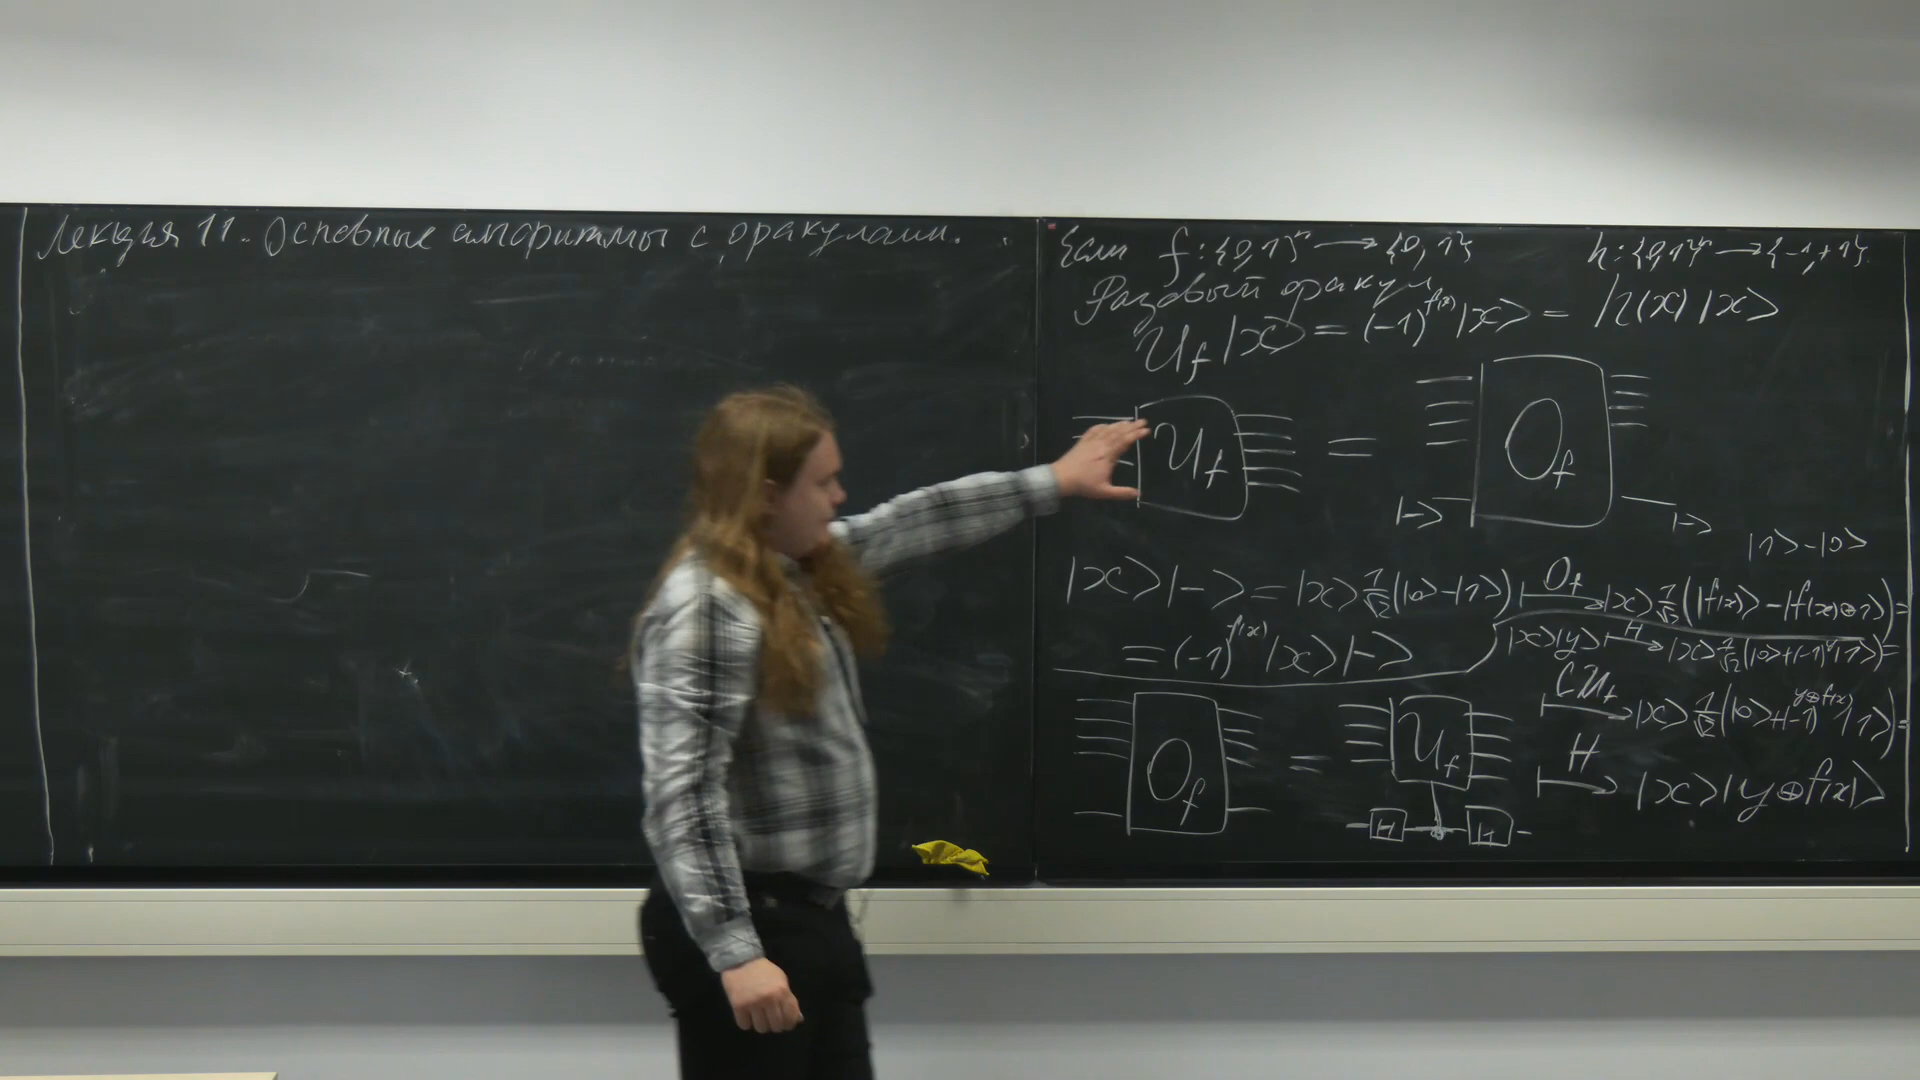 Лекция 11. Основные алгоритмы с оракулами.
Если f:{0,1}ⁿ → {0,1} h:{0,1}ⁿ → {-1,+1}.
Фазовый оракул
U_f |x> = (-1)^{f(x)} |x> = h(x) |x>
U_f = O_f
|-> |->
|1>-|0>
|x>|-> = |x> 1/√2 (|0>-|1>) O_f ↦ |x> 1/√2 (|f(x)> - |f(x)⊕1>) =
= (-1)^{f(x)} |x>|->
|x>|y> H ↦ |x> 1/√2 (|0>+(-1)^y |1>) =
CU_f ↦ |x> 1/√2 (|0>+(-1)^{y⊕f(x)} |1>) =
H ↦ |x>|y⊕f(x)>
O_f = U_f
H H